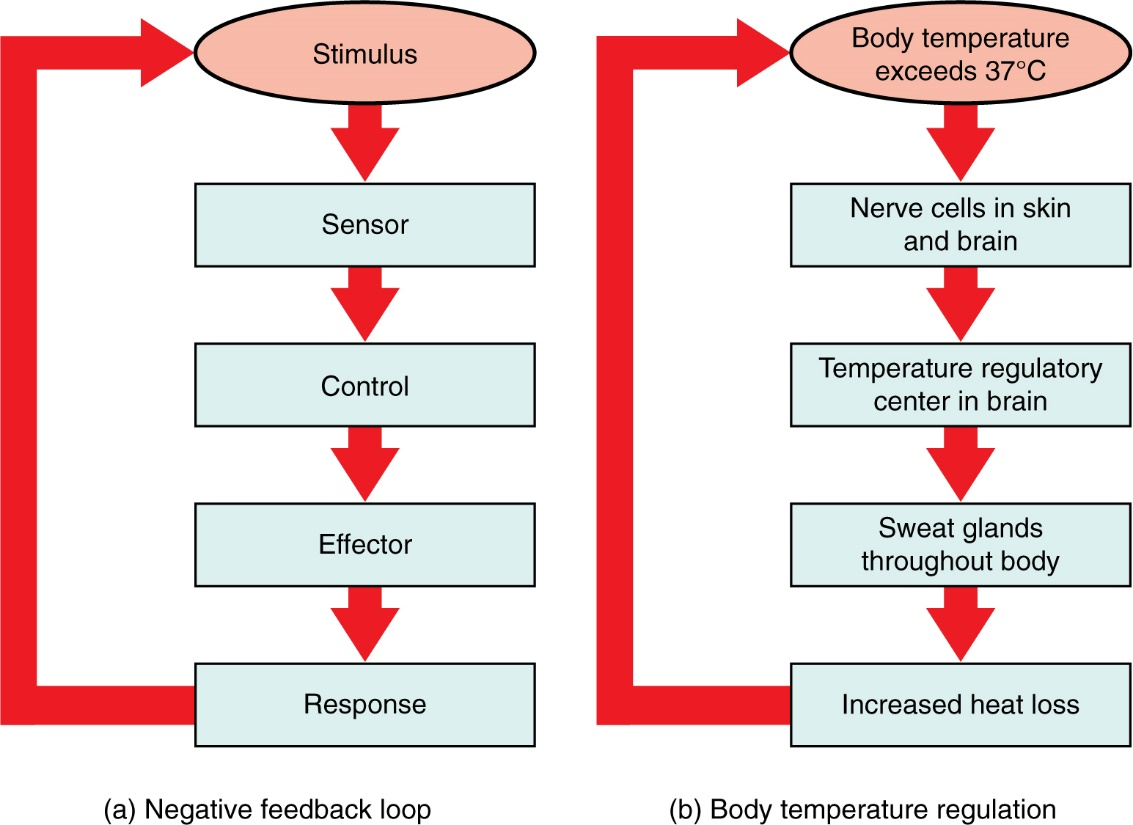 Stimulus
Sensor
Control
Effector
Response
(a) Negative feedback loop
Body temperature
exceeds 37°C
Nerve cells in skin
and brain
Temperature regulatory
center in brain
Sweat glands
throughout body
Increased heat loss
(b) Body temperature regulation